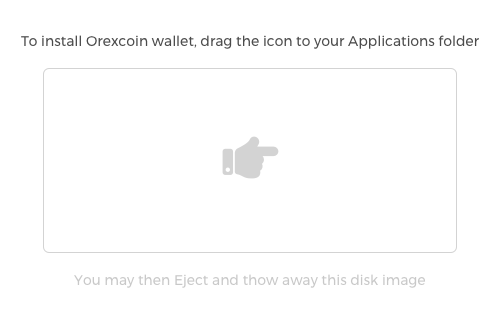 To install Orexcoin wallet, drag the icon to your Applications folder
You may then Eject and thow away this disk image